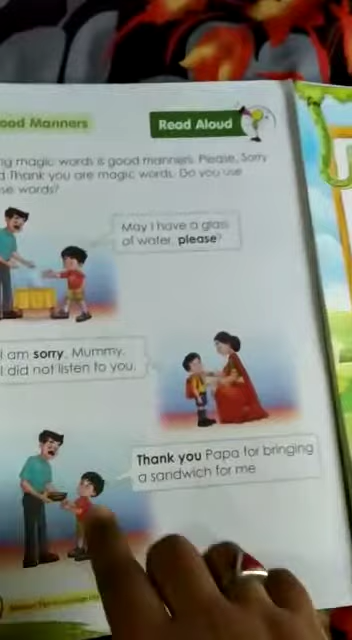 ood Manners
Read Aloud
ng magic words is good manners. Please, Sorry
d Thank you are magic words. Do you use
se words?
May I have a glass
of water, please?
I am sorry, Mummy.
I did not listen to you.
Thank you Papa for bringing
a sandwich for me